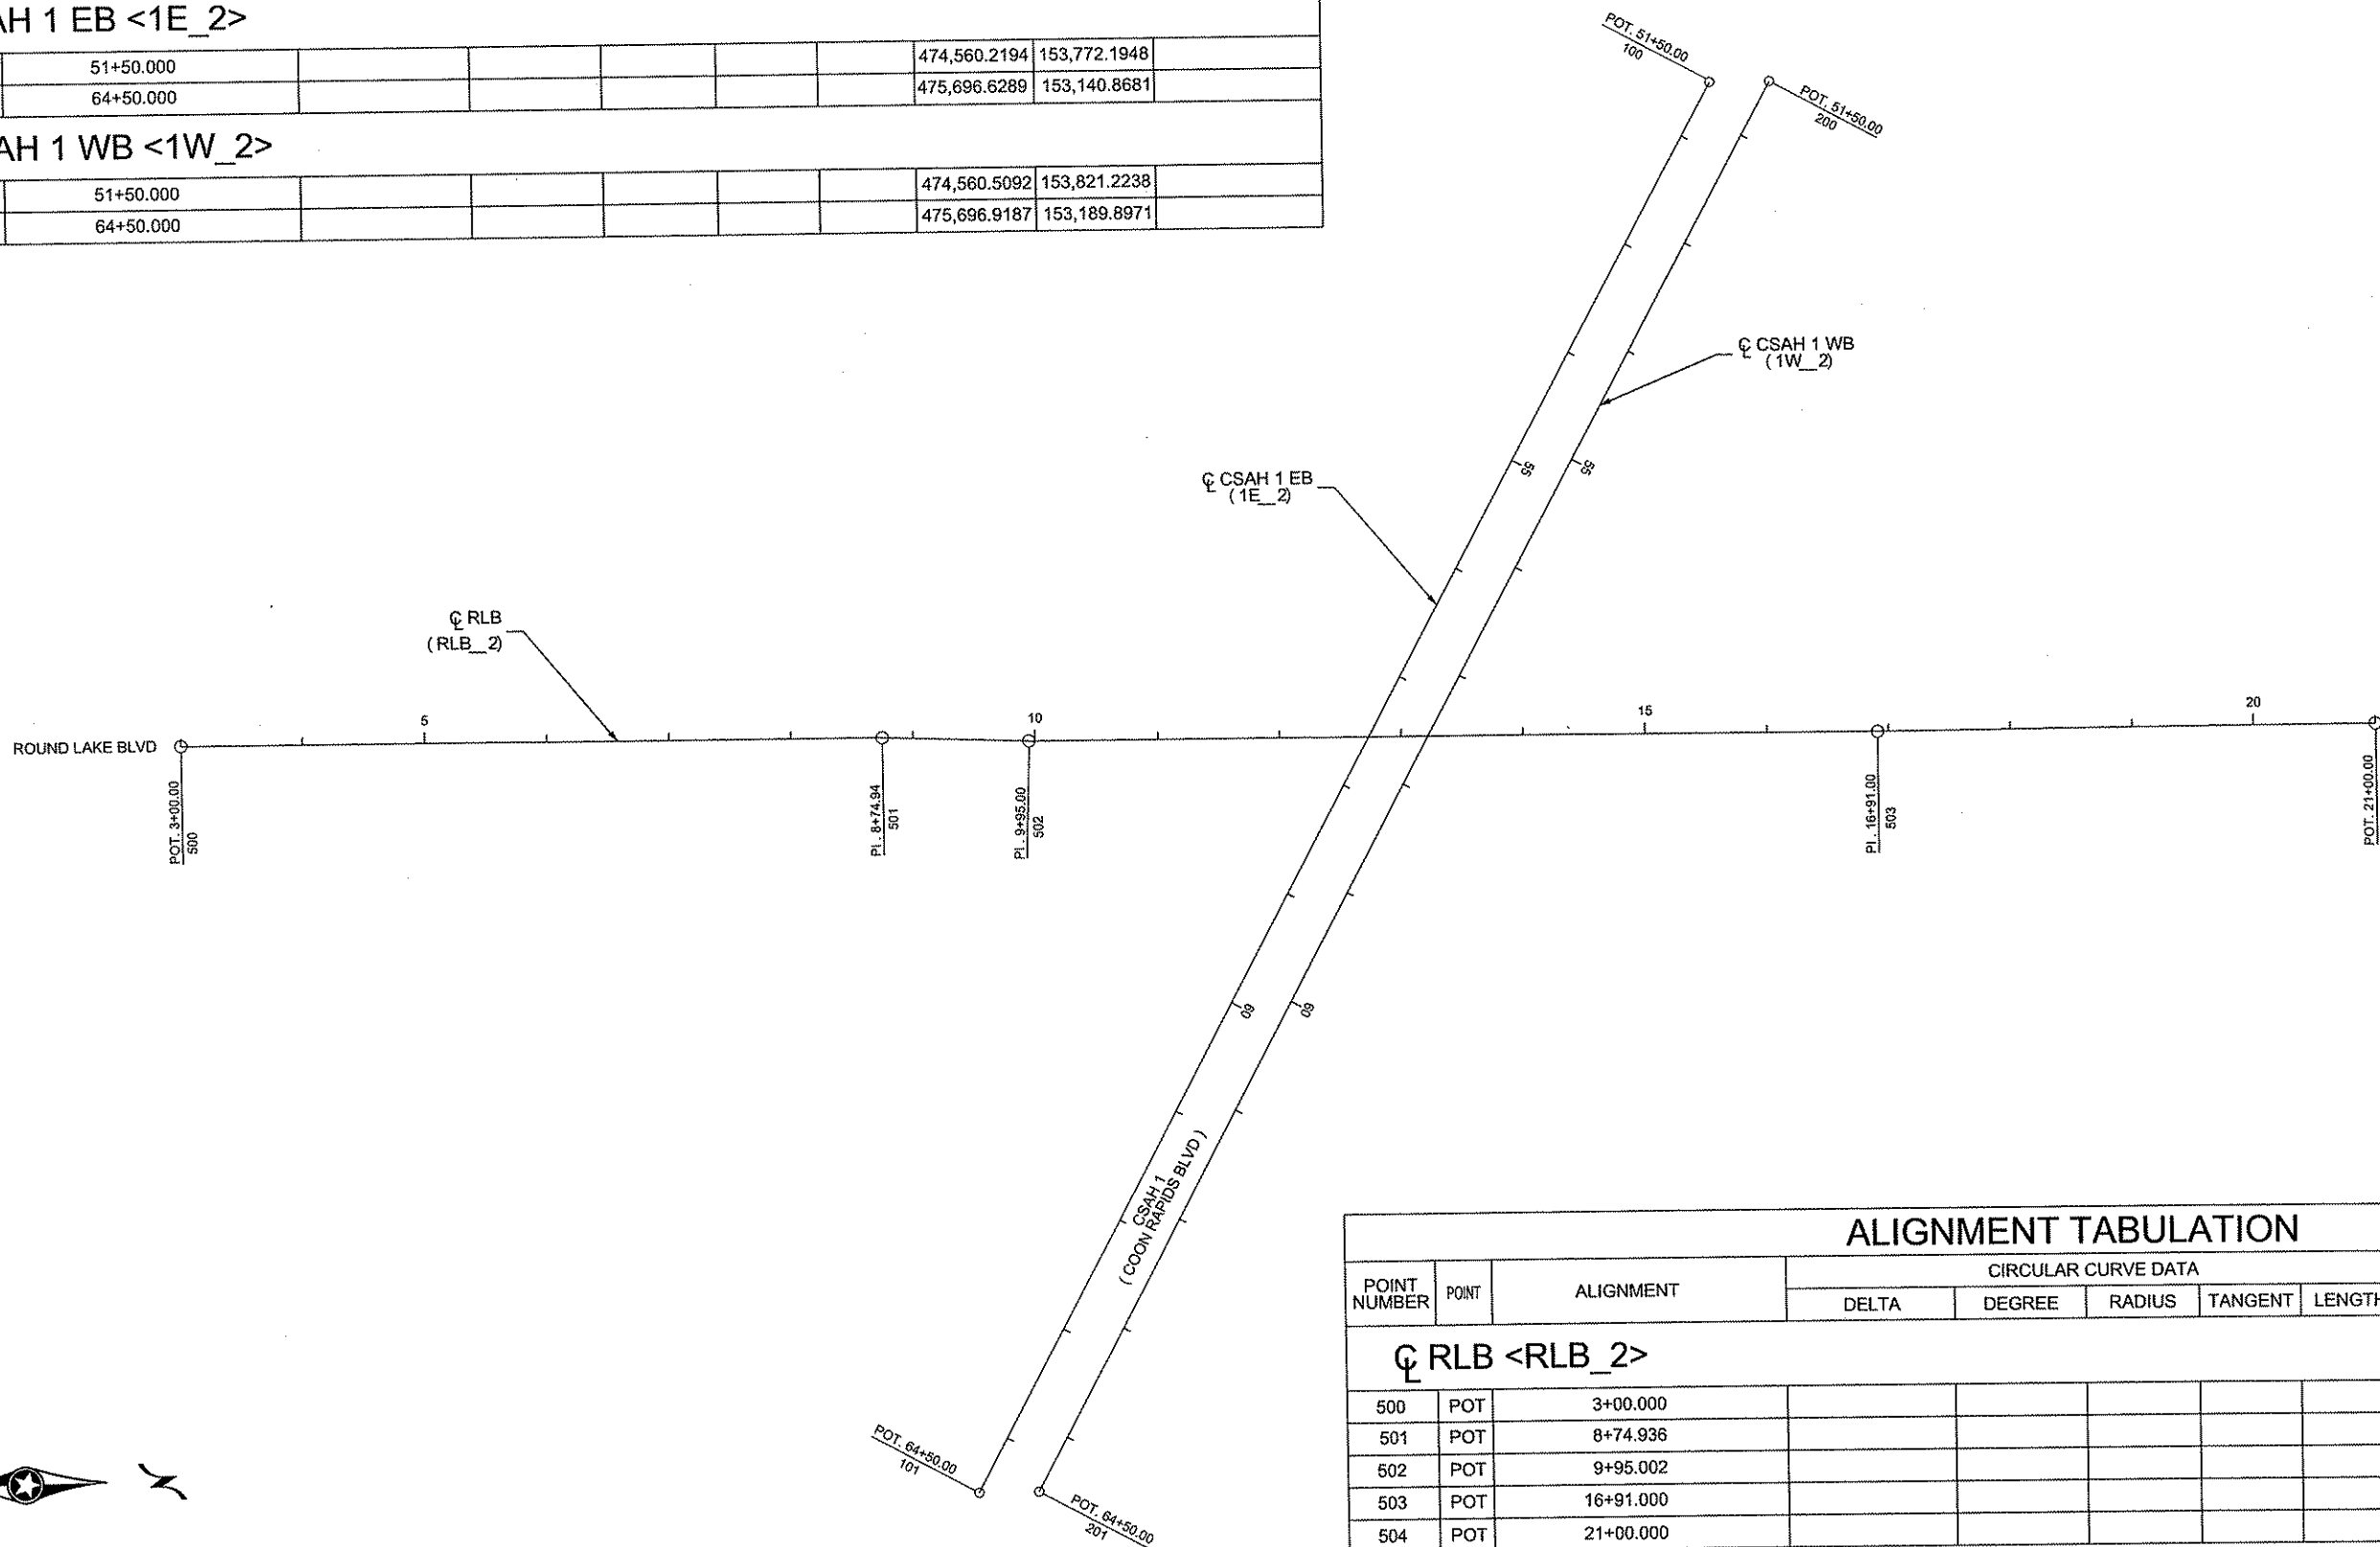 AH 1 EB <1E_2>
51+50.000 474,560.2194 153,772.1948
64+50.000 475,696.6289 153,140.8681
AH 1 WB <1W_2>
51+50.000 474,560.5092 153,821.2238
64+50.000 475,696.9187 153,189.8971
POT. 51+50.00
100
POT. 51+50.00
200
℄ CSAH 1 WB
( 1W__2)
55
55
℄ CSAH 1 EB
( 1E__2)
℄ RLB
( RLB__2)
ROUND LAKE BLVD
5
10
15
20
POT. 3+00.00
500
PI. 8+74.94
501
PI. 9+95.00
502
PI. 16+91.00
503
POT. 21+00.00
60
60
CSAH 1
( COON RAPIDS BLVD )
POT. 64+50.00
101
POT. 64+50.00
201
ALIGNMENT TABULATION
POINT NUMBER POINT ALIGNMENT CIRCULAR CURVE DATA
DELTA DEGREE RADIUS TANGENT LENGTH
℄ RLB <RLB_2>
500 POT 3+00.000
501 POT 8+74.936
502 POT 9+95.002
503 POT 16+91.000
504 POT 21+00.000
N